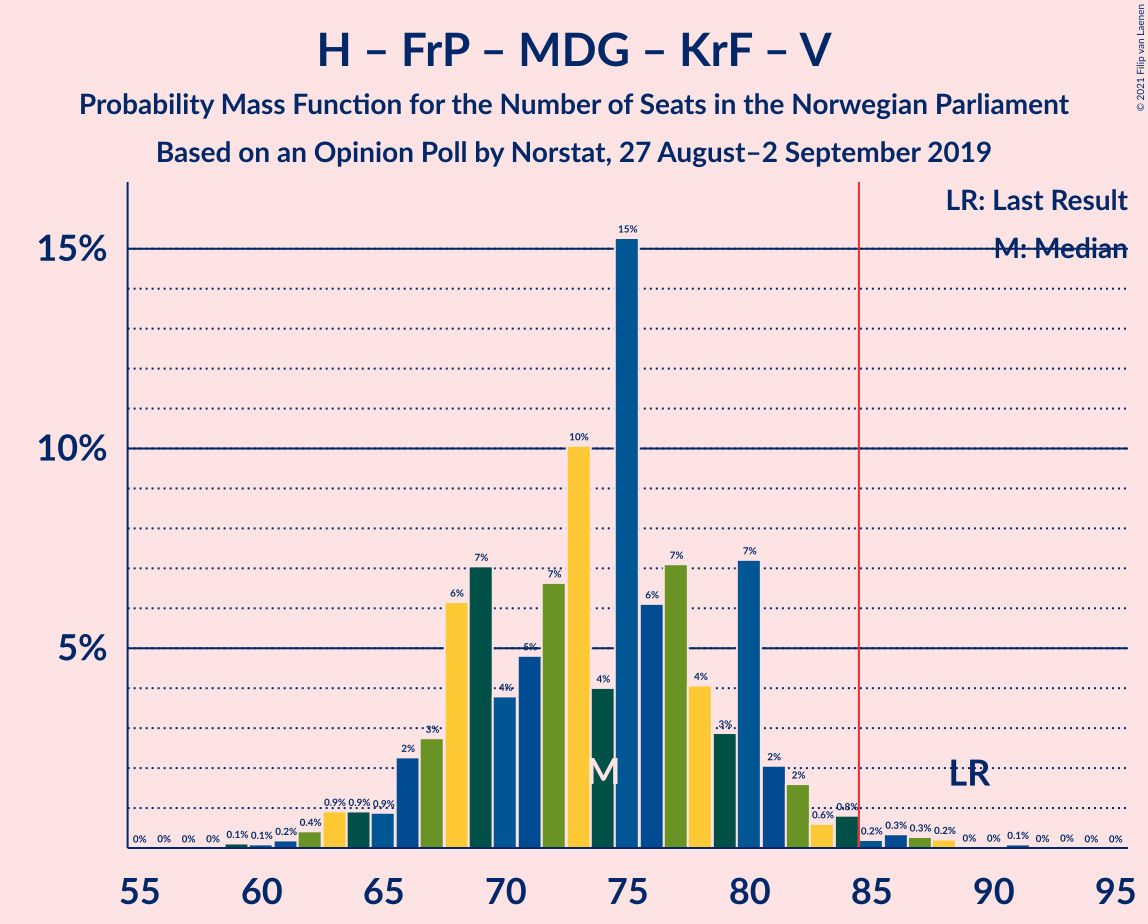 H – FrP – MDG – KrF – V
Probability Mass Function for the Number of Seats in the Norwegian Parliament
Based on an Opinion Poll by Norstat, 27 August–2 September 2019
© 2021 Filip van Laenen
LR: Last Result
M: Median
15%
10%
5%
0% 0% 0% 0% 0.1% 0.1% 0.2% 0.4% 0.9% 0.9% 0.9% 2% 3% 6% 7% 4% 5% 7% 10% 4% 15% 6% 7% 4% 3% 7% 2% 2% 0.6% 0.8% 0.2% 0.3% 0.3% 0.2% 0% 0% 0.1% 0% 0% 0% 0%
M
LR
55 60 65 70 75 80 85 90 95